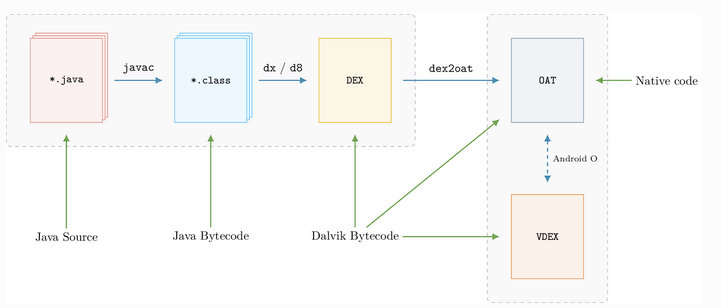 javac
dx / d8
dex2oat
*.java
*.class
DEX
OAT
Native code
Android O
Java Source
Java Bytecode
Dalvik Bytecode
VDEX